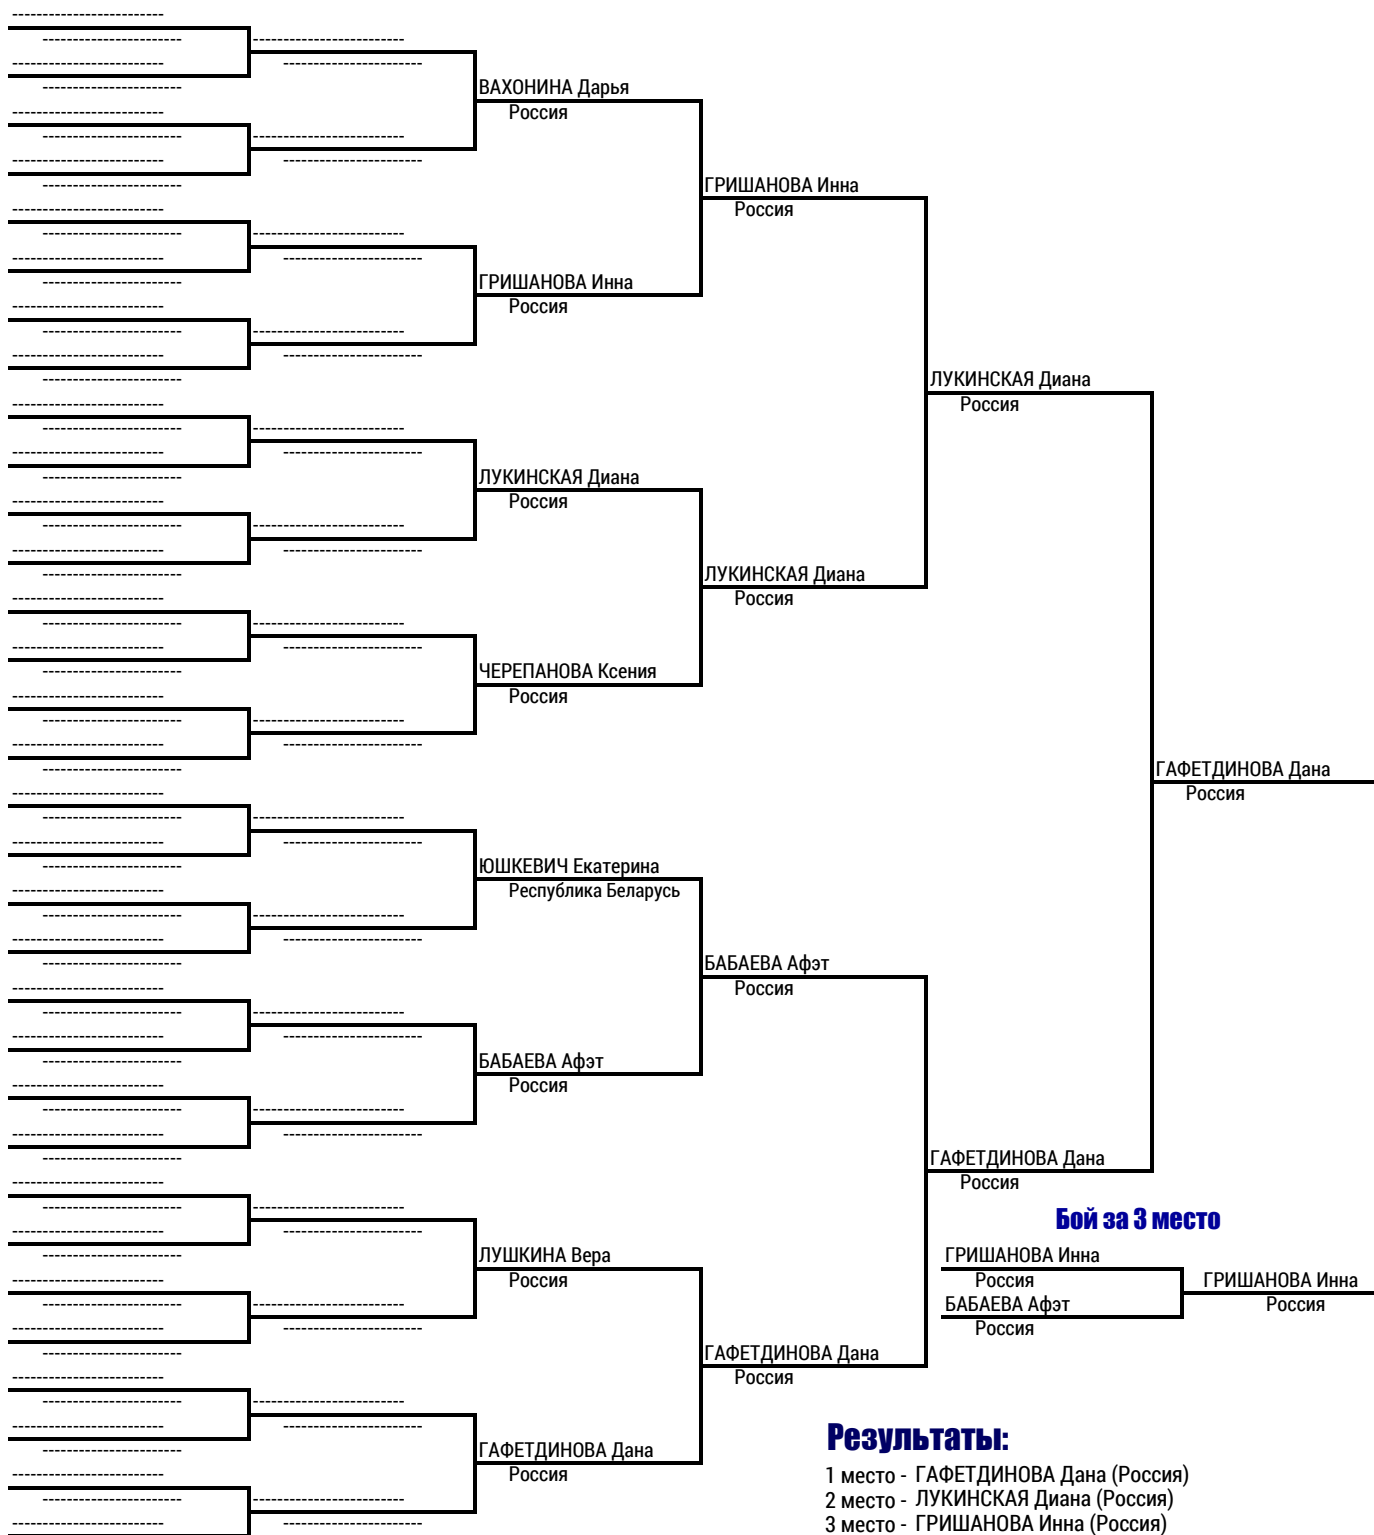 ВАХОНИНА Дарья
Россия
ГРИШАНОВА Инна
Россия
ЛУКИНСКАЯ Диана
Россия
ЧЕРЕПАНОВА Ксения
Россия
ЮШКЕВИЧ Екатерина
Республика Беларусь
БАБАЕВА Афэт
Россия
ЛУШКИНА Вера
Россия
ГАФЕТДИНОВА Дана
Россия
ГРИШАНОВА Инна
Россия
ЛУКИНСКАЯ Диана
Россия
БАБАЕВА Афэт
Россия
ГАФЕТДИНОВА Дана
Россия
ЛУКИНСКАЯ Диана
Россия
ГАФЕТДИНОВА Дана
Россия
ГАФЕТДИНОВА Дана
Россия
Бой за 3 место
ГРИШАНОВА Инна
Россия
БАБАЕВА Афэт
Россия
ГРИШАНОВА Инна
Россия
Результаты:
1 место - ГАФЕТДИНОВА Дана (Россия)
2 место - ЛУКИНСКАЯ Диана (Россия)
3 место - ГРИШАНОВА Инна (Россия)